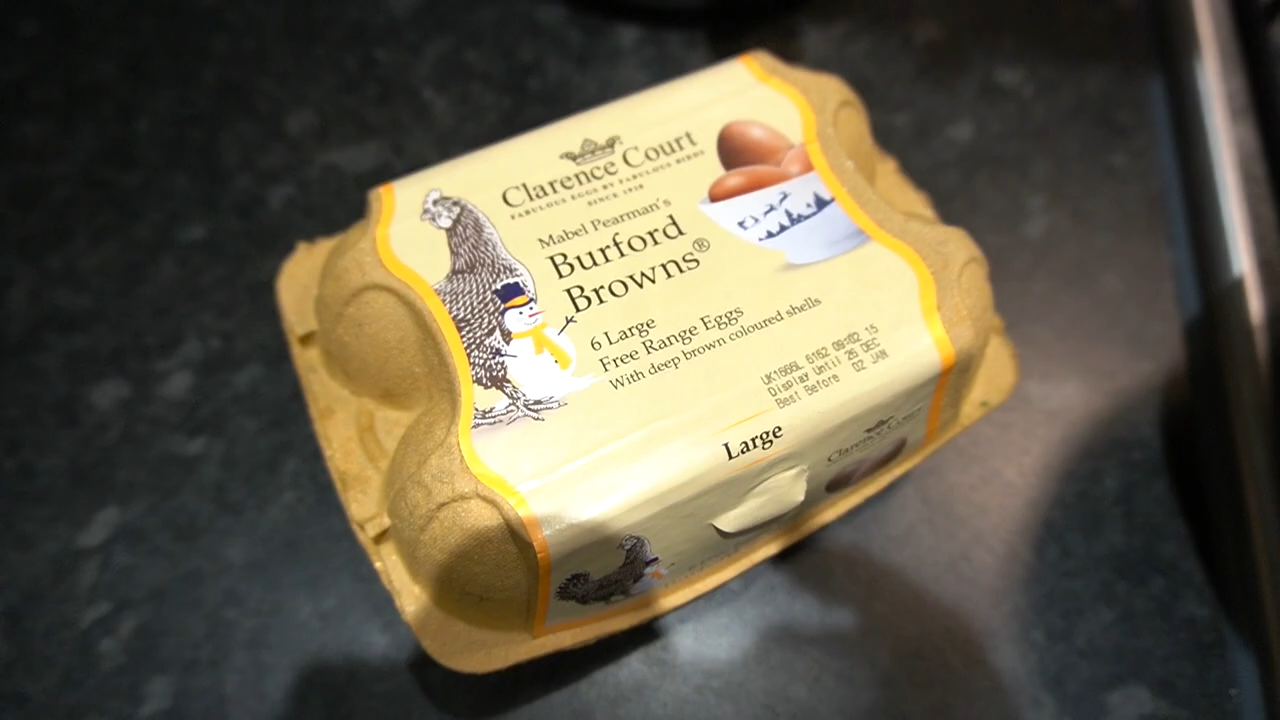 Clarence Court
FABULOUS EGGS BY FABULOUS BIRDS
SINCE 1928
Mabel Pearman's
Burford
Browns®
6 Large
Free Range Eggs
With deep brown coloured shells
UK1666L 6162 09:02 15
Display Until 26 DEC
Best Before 02 JAN
Large
Clarence Court